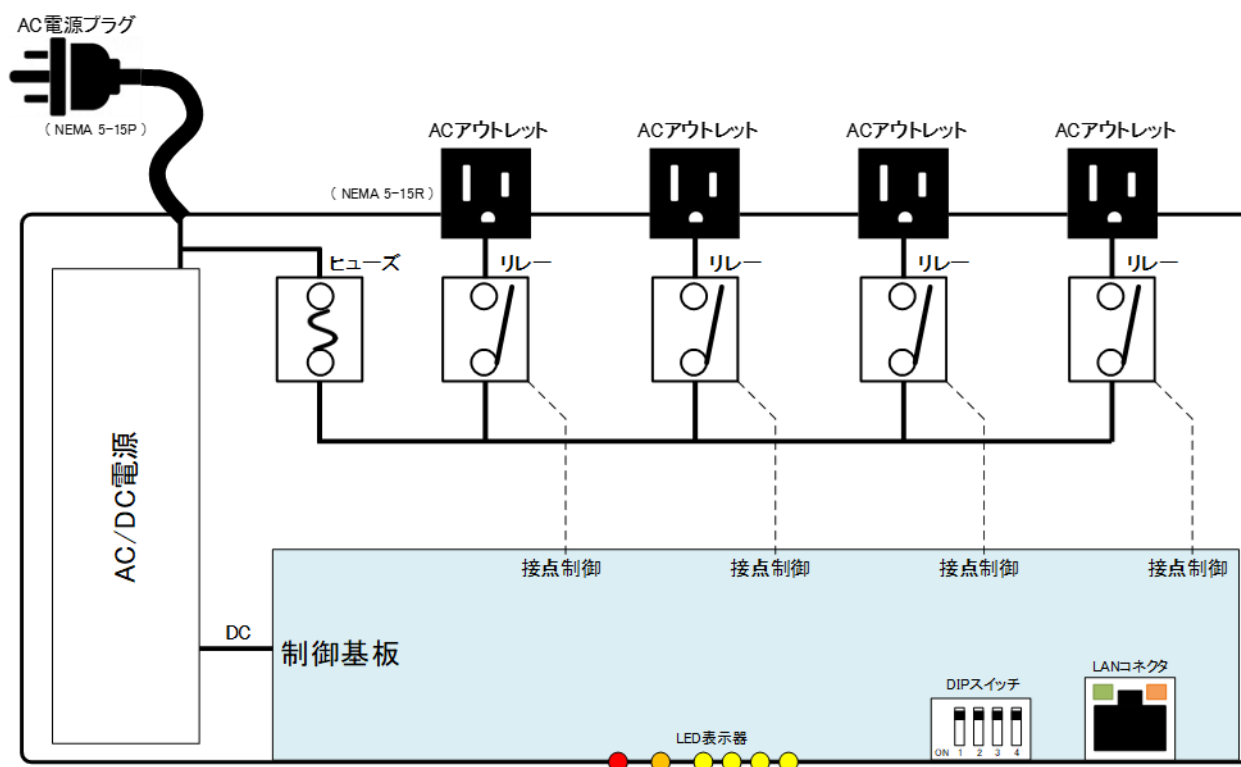 AC電源プラグ
( NEMA 5-15P )
ACアウトレット
ACアウトレット
ACアウトレット
ACアウトレット
( NEMA 5-15R)
ヒューズ
リレー
リレー
リレー
リレー
AC/DC電源
接点制御
接点制御
接点制御
接点制御
DC
制御基板
DIPスイッチ
ON 1 2 3 4
LANコネクタ
LED表示器